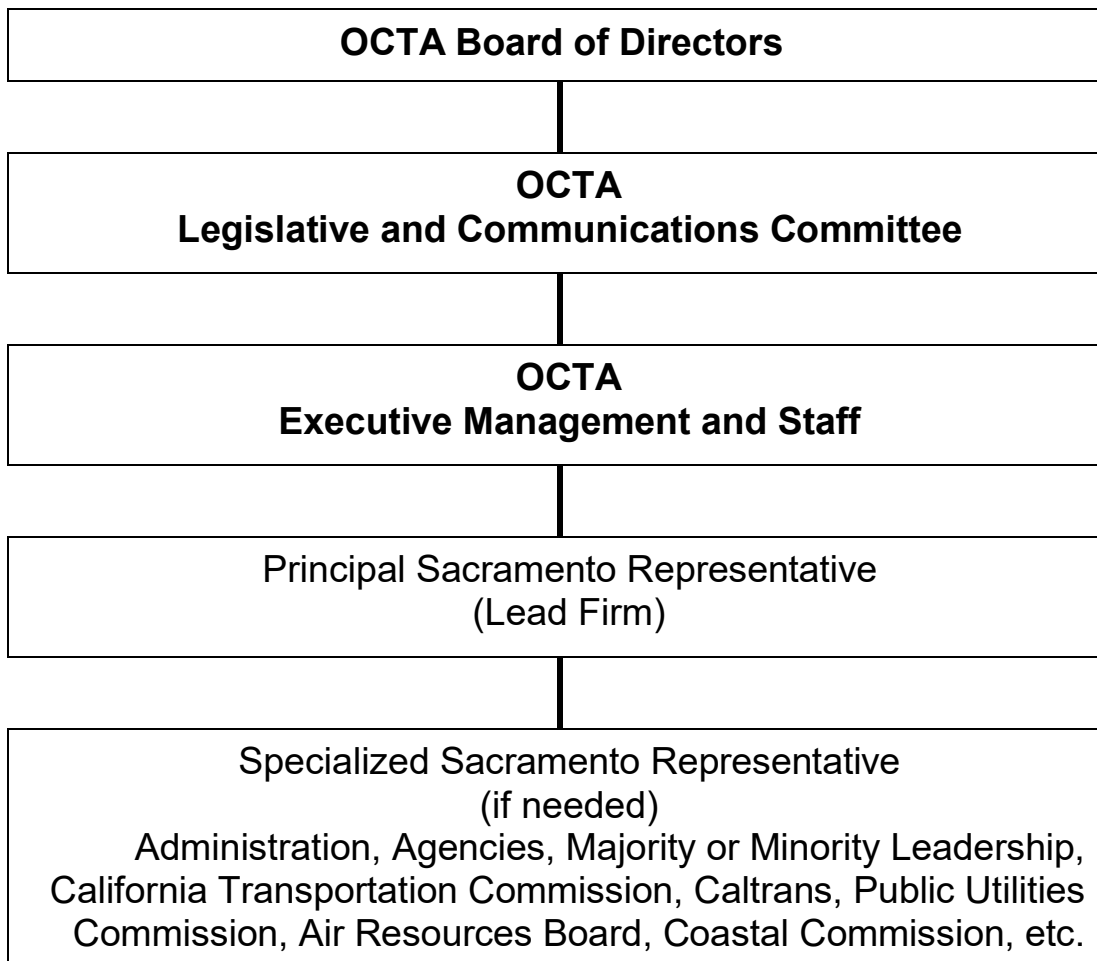 OCTA Board of Directors
OCTA
Legislative and Communications Committee
OCTA
Executive Management and Staff
Principal Sacramento Representative
(Lead Firm)
Specialized Sacramento Representative
(if needed)
Administration, Agencies, Majority or Minority Leadership,
California Transportation Commission, Caltrans, Public Utilities
Commission, Air Resources Board, Coastal Commission, etc.